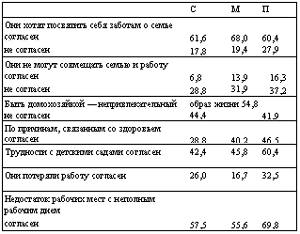 С М П
Они хотят посвятить себя заботам о семье
согласен 61,6 68,0 60,4
не согласен 17,8 19,4 27,9
Они не могут совмещать семью и работу
согласен 6,8 13,9 16,3
не согласен 28,8 31,9 37,2
Быть домохозяйкой — непривлекательный образ жизни 54,8
не согласен 44,4 41,9
По причинам, связанным со здоровьем
согласен 28,8 40,2 46,5
Трудности с детскими садами согласен 42,4 45,8 60,4
Они потеряли работу согласен 26,0 16,7 32,5
Недостаток рабочих мест с неполным
рабочим днем
согласен 57,5 55,6 69,8